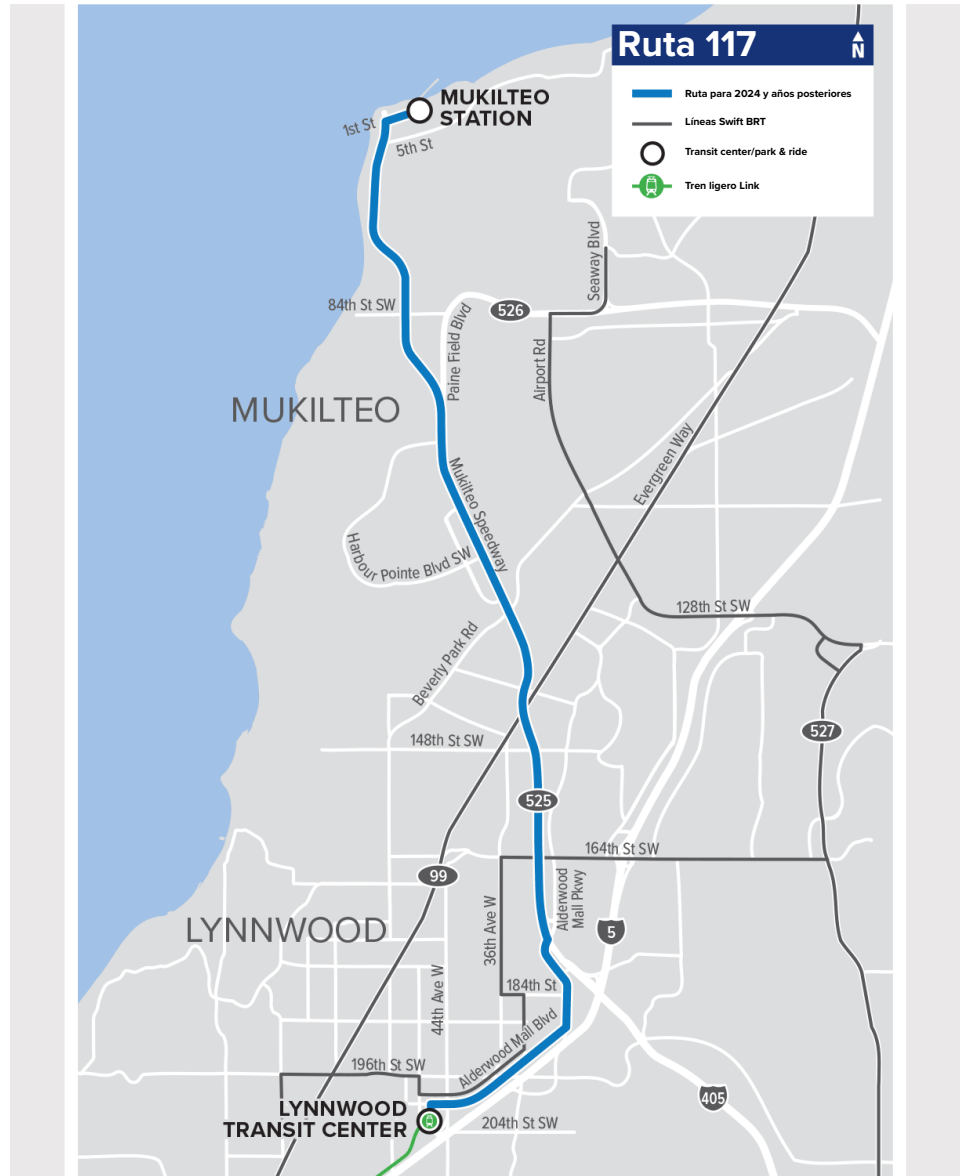 Ruta 117
N
Ruta para 2024 y años posteriores
Líneas Swift BRT
Transit center/park & ride
Tren ligero Link
MUKILTEO
STATION
1st St
5th St
Seaway Blvd
84th St SW
526
Paine Field Blvd
Airport Rd
MUKILTEO
Evergreen Way
Mukilteo Speedway
Harbour Pointe Blvd SW
128th St SW
Beverly Park Rd
527
148th St SW
525
164th St SW
99
Alderwood
Mall Pkwy
36th Ave W
5
LYNNWOOD
44th Ave W
184th St
Alderwood Mall Blvd
196th St SW
405
LYNNWOOD
TRANSIT CENTER
204th St SW